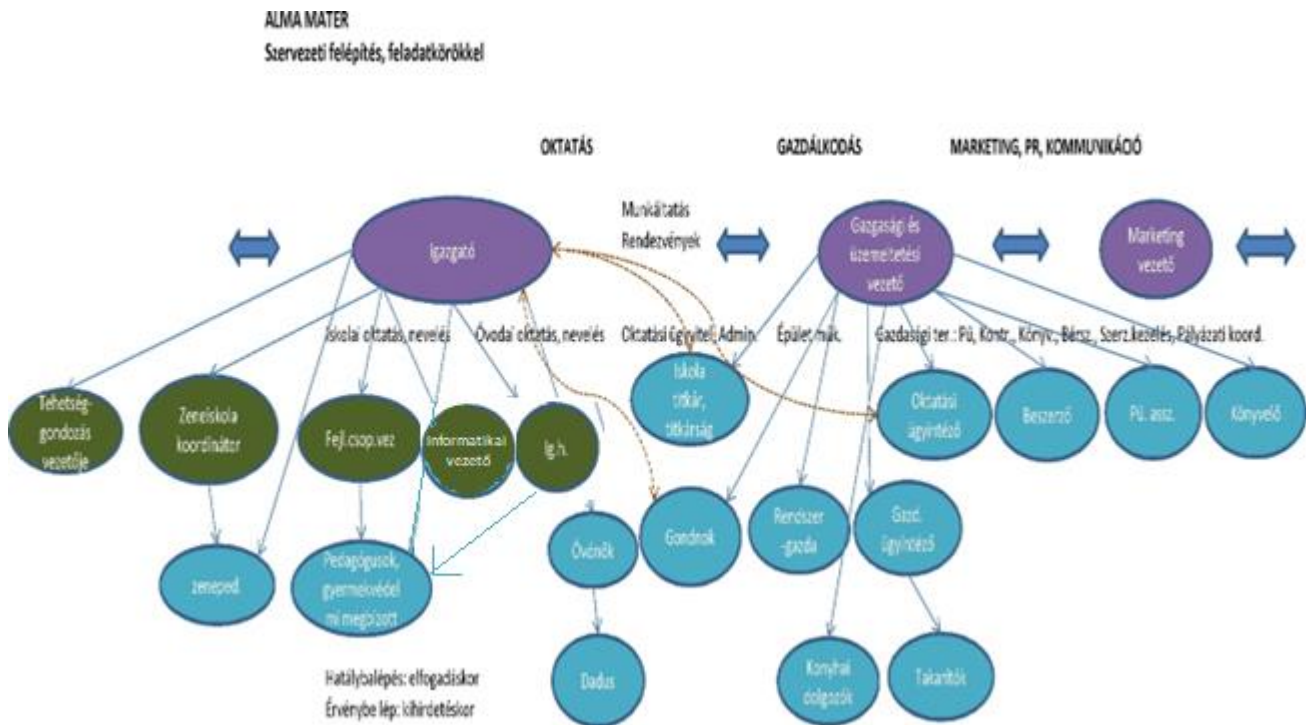 ALMA MATER
Szervezeti felépítés, feladatkörökkel
OKTATÁS
GAZDÁLKODÁS
MARKETING, PR, KOMMUNIKÁCIÓ
Igazgató
Munkáltatás
Rendezvények
Gazgasági és
üzemeltetési
vezető
Marketing
vezető
Iskolai oktatás, nevelés
Óvodai oktatás, nevelés
Oktatási ügyvitel, Admin.
Épület műk.
Gazdasági ter.: Pü, Kontr., Könyv., Bérsz., Szerz.kezelés, Pályázati koord.
Tehetség-
gondozás
vezetője
Zeneiskola
koordinátor
Fejl.csop.vez
Informatikai
vezető
Ig.h.
Iskola
titkár,
titkárság
Oktatási
ügyintéző
Beszerző
Pü. assz.
Könyvelő
zeneped.
Pedagógusok,
gyermekvédel
mi megbízott
Óvónők
Gondnok
Rendszer
-gazda
Gazd.
ügyintéző
Dadus
Konyhai
dolgozók
Takarítók
Hatálybalépés: elfogadáskor
Érvénybe lép: kihirdetéskor